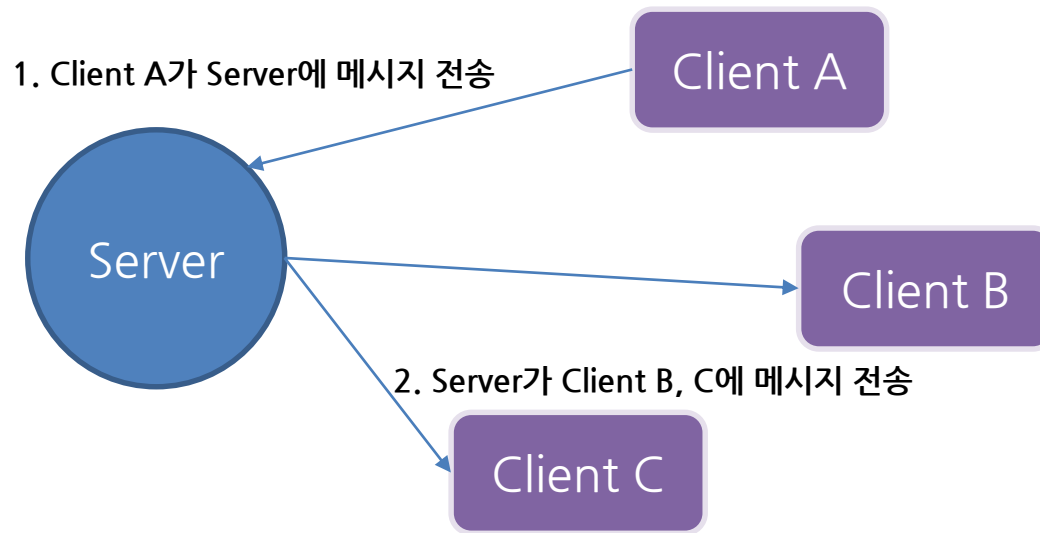 Client A
1. Client A가 Server에 메시지 전송
Server
Client B
2. Server가 Client B, C에 메시지 전송
Client C